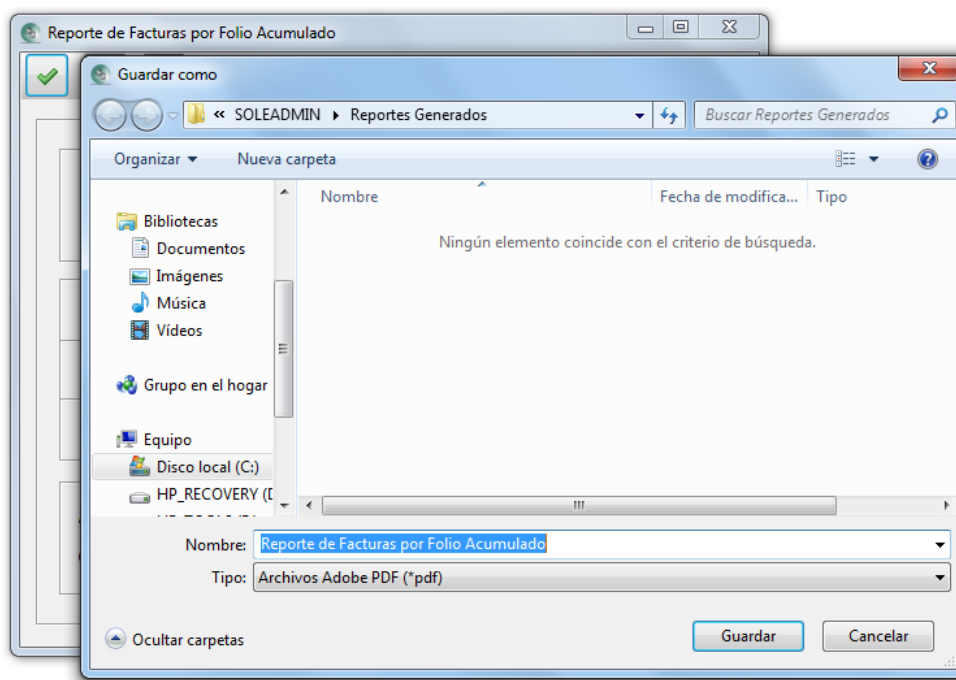 Reporte de Facturas por Folio Acumulado
Guardar como
« SOLEADMIN ▸ Reportes Generados
Buscar Reportes Generados
Organizar
Nueva carpeta
Nombre
Fecha de modifica...
Tipo
Ningún elemento coincide con el criterio de búsqueda.
Bibliotecas
Documentos
Imágenes
Música
Vídeos
Grupo en el hogar
Equipo
Disco local (C:)
HP_RECOVERY (D
Nombre: Reporte de Facturas por Folio Acumulado
Tipo: Archivos Adobe PDF (*pdf)
Ocultar carpetas
Guardar
Cancelar